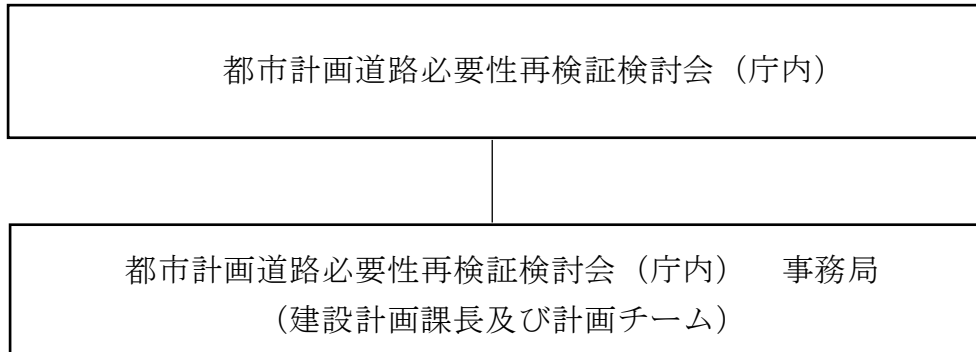 都市計画道路必要性再検証検討会（庁内）
都市計画道路必要性再検証検討会（庁内）　事務局
（建設計画課長及び計画チーム）